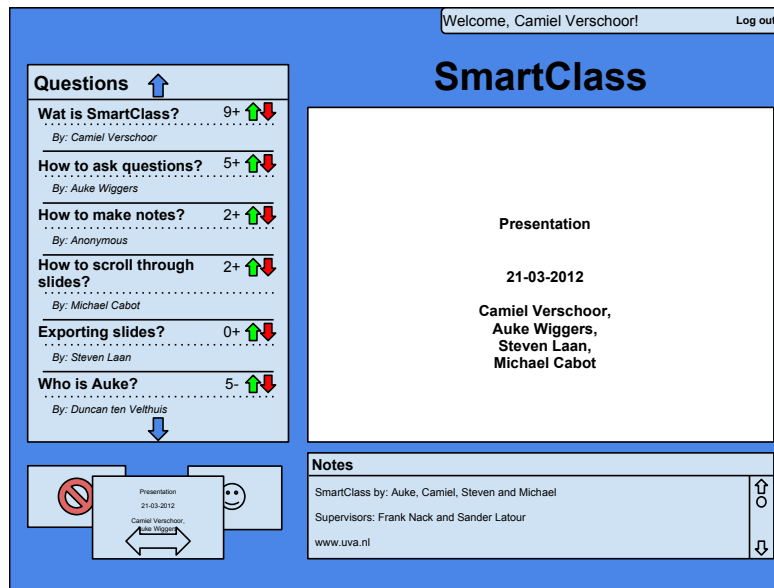 Welcome, Camiel Verschoor!
Log out
SmartClass
Questions
Wat is SmartClass?
9+
By: Camiel Verschoor
How to ask questions?
5+
By: Auke Wiggers
How to make notes?
2+
By: Anonymous
How to scroll through
slides?
2+
By: Michael Cabot
Exporting slides?
0+
By: Steven Laan
Who is Auke?
5-
By: Duncan ten Velthuis
Presentation
21-03-2012
Camiel Verschoor,
Auke Wiggers,
Steven Laan,
Michael Cabot
Presentation
21-03-2012
Camiel Verschoor,
Auke Wiggers
Notes
SmartClass by: Auke, Camiel, Steven and Michael
Supervisors: Frank Nack and Sander Latour
www.uva.nl